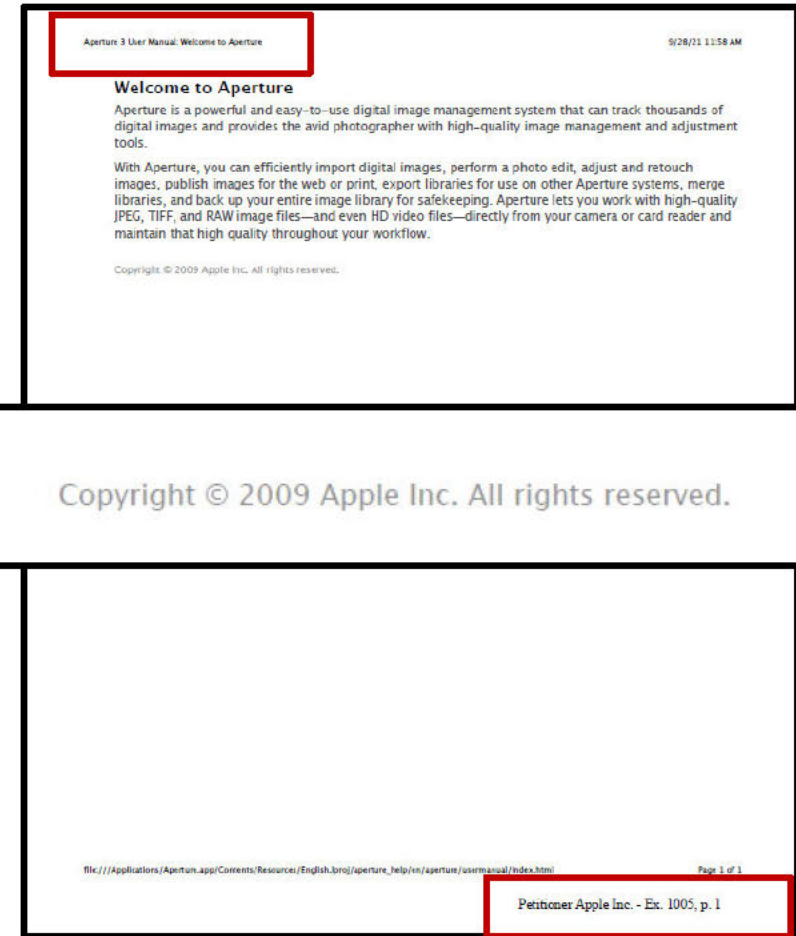 Aperture 3 User Manual: Welcome to Aperture 9/28/21 11:58 AM
Welcome to Aperture
Aperture is a powerful and easy-to-use digital image management system that can track thousands of
digital images and provides the avid photographer with high-quality image management and adjustment
tools.
With Aperture, you can efficiently import digital images, perform a photo edit, adjust and retouch
images, publish images for the web or print, export libraries for use on other Aperture systems, merge
libraries, and back up your entire image library for safekeeping. Aperture lets you work with high-quality
JPEG, TIFF, and RAW image files—and even HD video files—directly from your camera or card reader and
maintain that high quality throughout your workflow.
Copyright © 2009 Apple Inc. All rights reserved.
Copyright © 2009 Apple Inc. All rights reserved.
file:///Applications/Aperture.app/Contents/Resources/English.lproj/aperture_help/en/aperture/usermanual/index.html Page 1 of 1
Petitioner Apple Inc. - Ex. 1005, p. 1